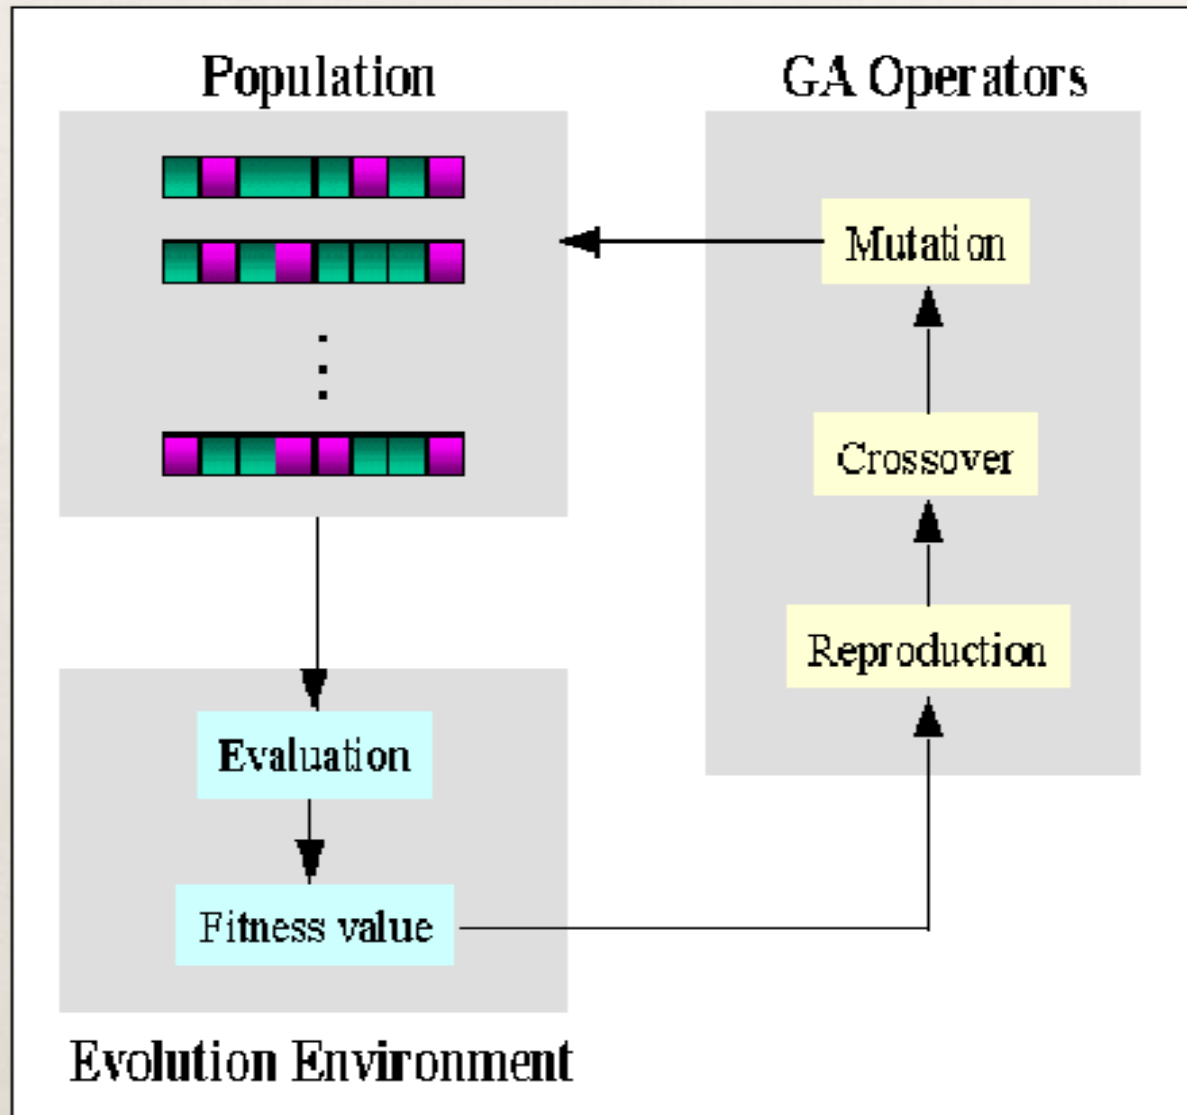 Population
GA Operators
Mutation
Crossover
Reproduction
Evaluation
Fitness value
Evolution Environment